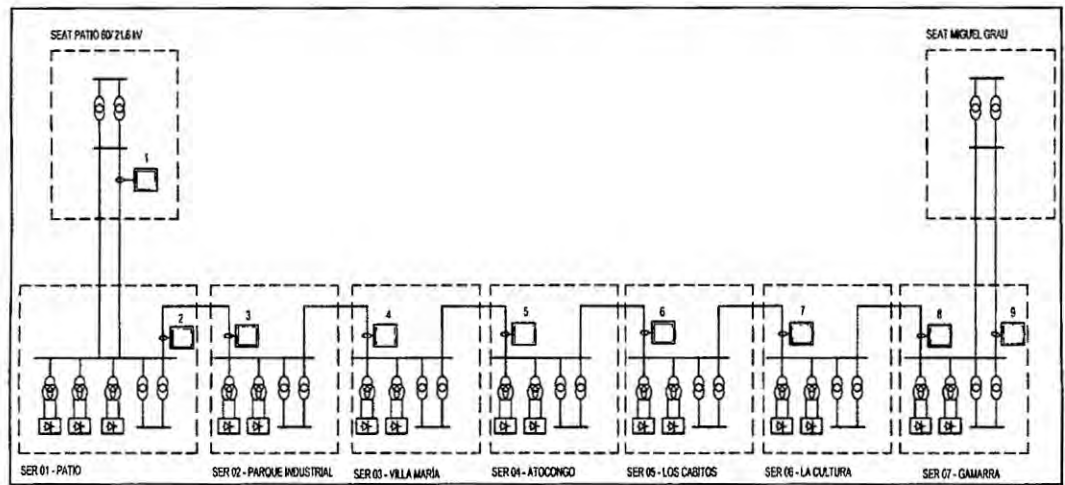 SEAT PATIO 60/21.6 kV
SEAT MIGUEL GRAU
1
2
3
4
5
6
7
8
9
SER 01 - PATIO
SER 02 - PARQUE INDUSTRIAL
SER 03 - VILLA MARÍA
SER 04 - ATOCONGO
SER 05 - LOS CABITOS
SER 06 - LA CULTURA
SER 07 - GAMARRA